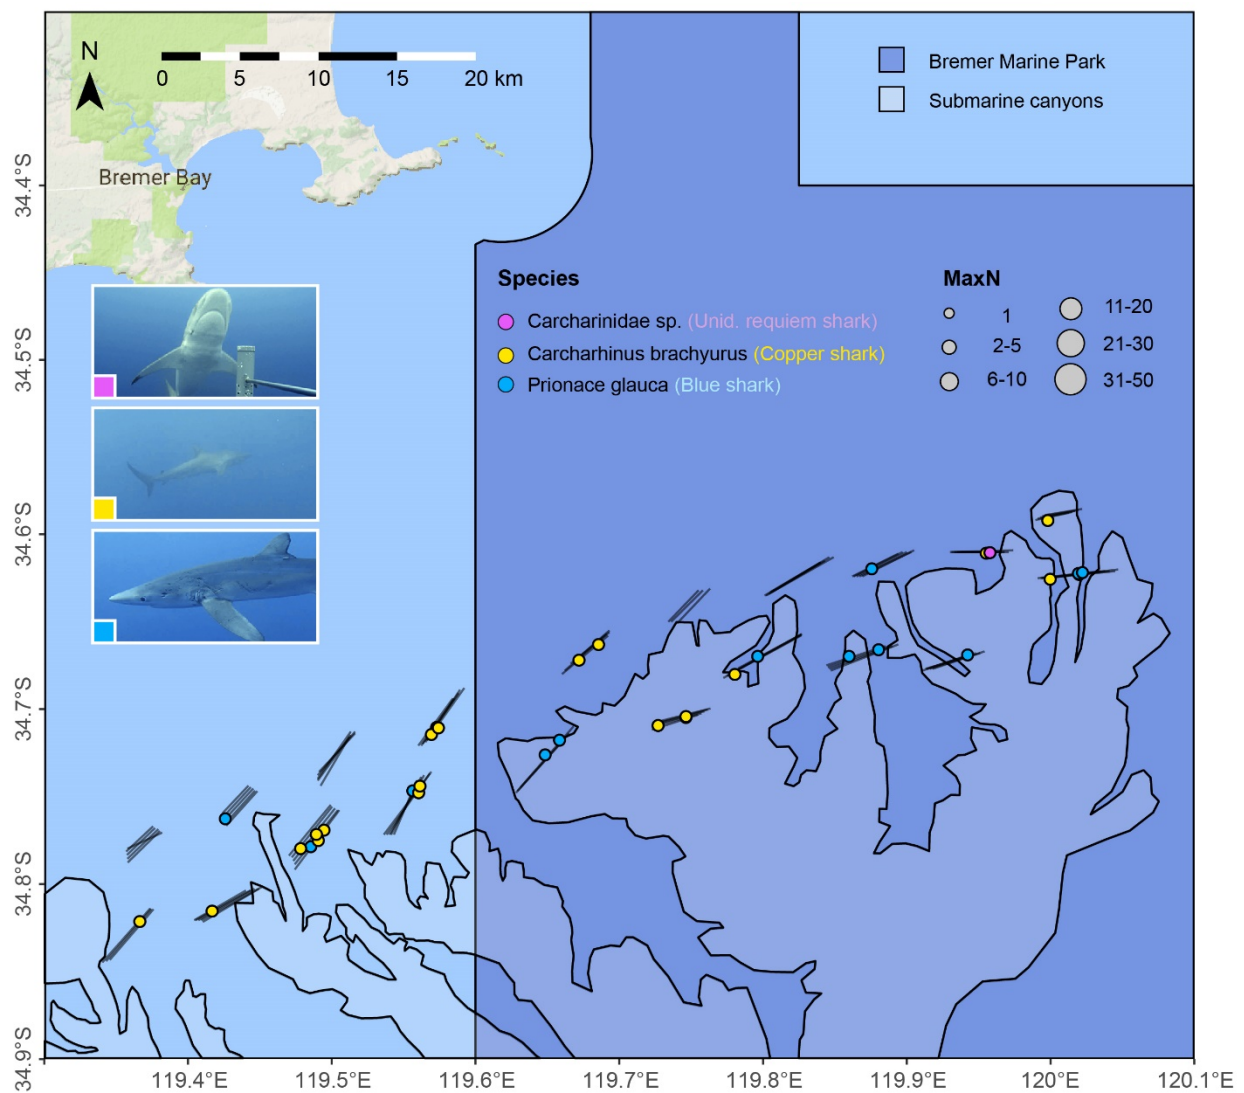 N
0 5 10 15 20 km
Bremer Bay
Bremer Marine Park
Submarine canyons
Species
Carcharinidae sp. (Unid. requiem shark)
Carcharhinus brachyurus (Copper shark)
Prionace glauca (Blue shark)
MaxN
1
2-5
6-10
11-20
21-30
31-50
34.4°S
34.5°S
34.6°S
34.7°S
34.8°S
34.9°S
119.4°E 119.5°E 119.6°E 119.7°E 119.8°E 119.9°E 120°E 120.1°E